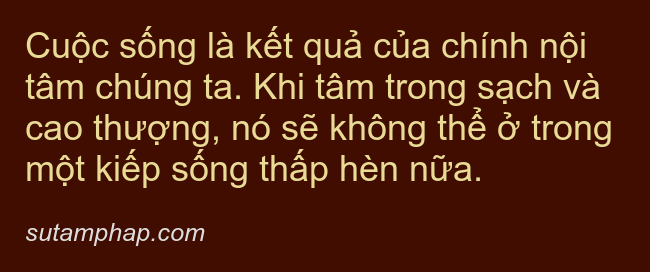 Cuộc sống là kết quả của chính nội
tâm chúng ta. Khi tâm trong sạch và
cao thượng, nó sẽ không thể ở trong
một kiếp sống thấp hèn nữa.
sutamphap.com